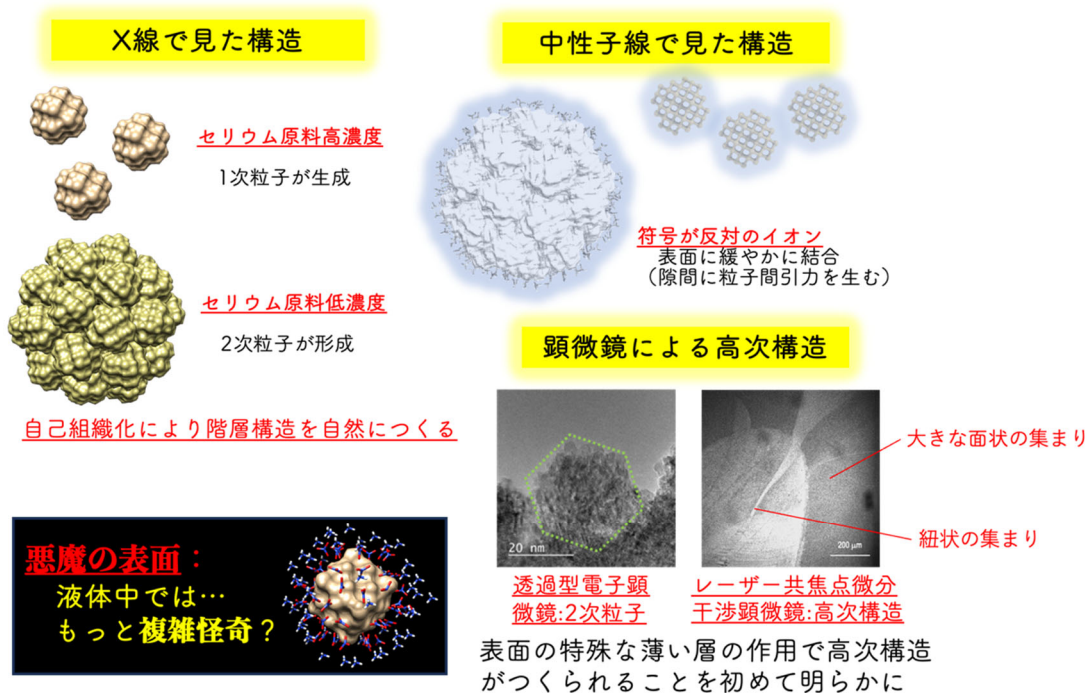 X線で見た構造
セリウム原料高濃度
1次粒子が生成
セリウム原料低濃度
2次粒子が形成
自己組織化により階層構造を自然につくる
中性子線で見た構造
符号が反対のイオン
表面に緩やかに結合
（隙間に粒子間引力を生む）
顕微鏡による高次構造
20 nm
200 μm
大きな面状の集まり
紐状の集まり
透過型電子顕
微鏡:2次粒子
レーザー共焦点微分
干渉顕微鏡:高次構造
表面の特殊な薄い層の作用で高次構造
がつくられることを初めて明らかに
悪魔の表面：
液体中では…
もっと複雑怪奇？